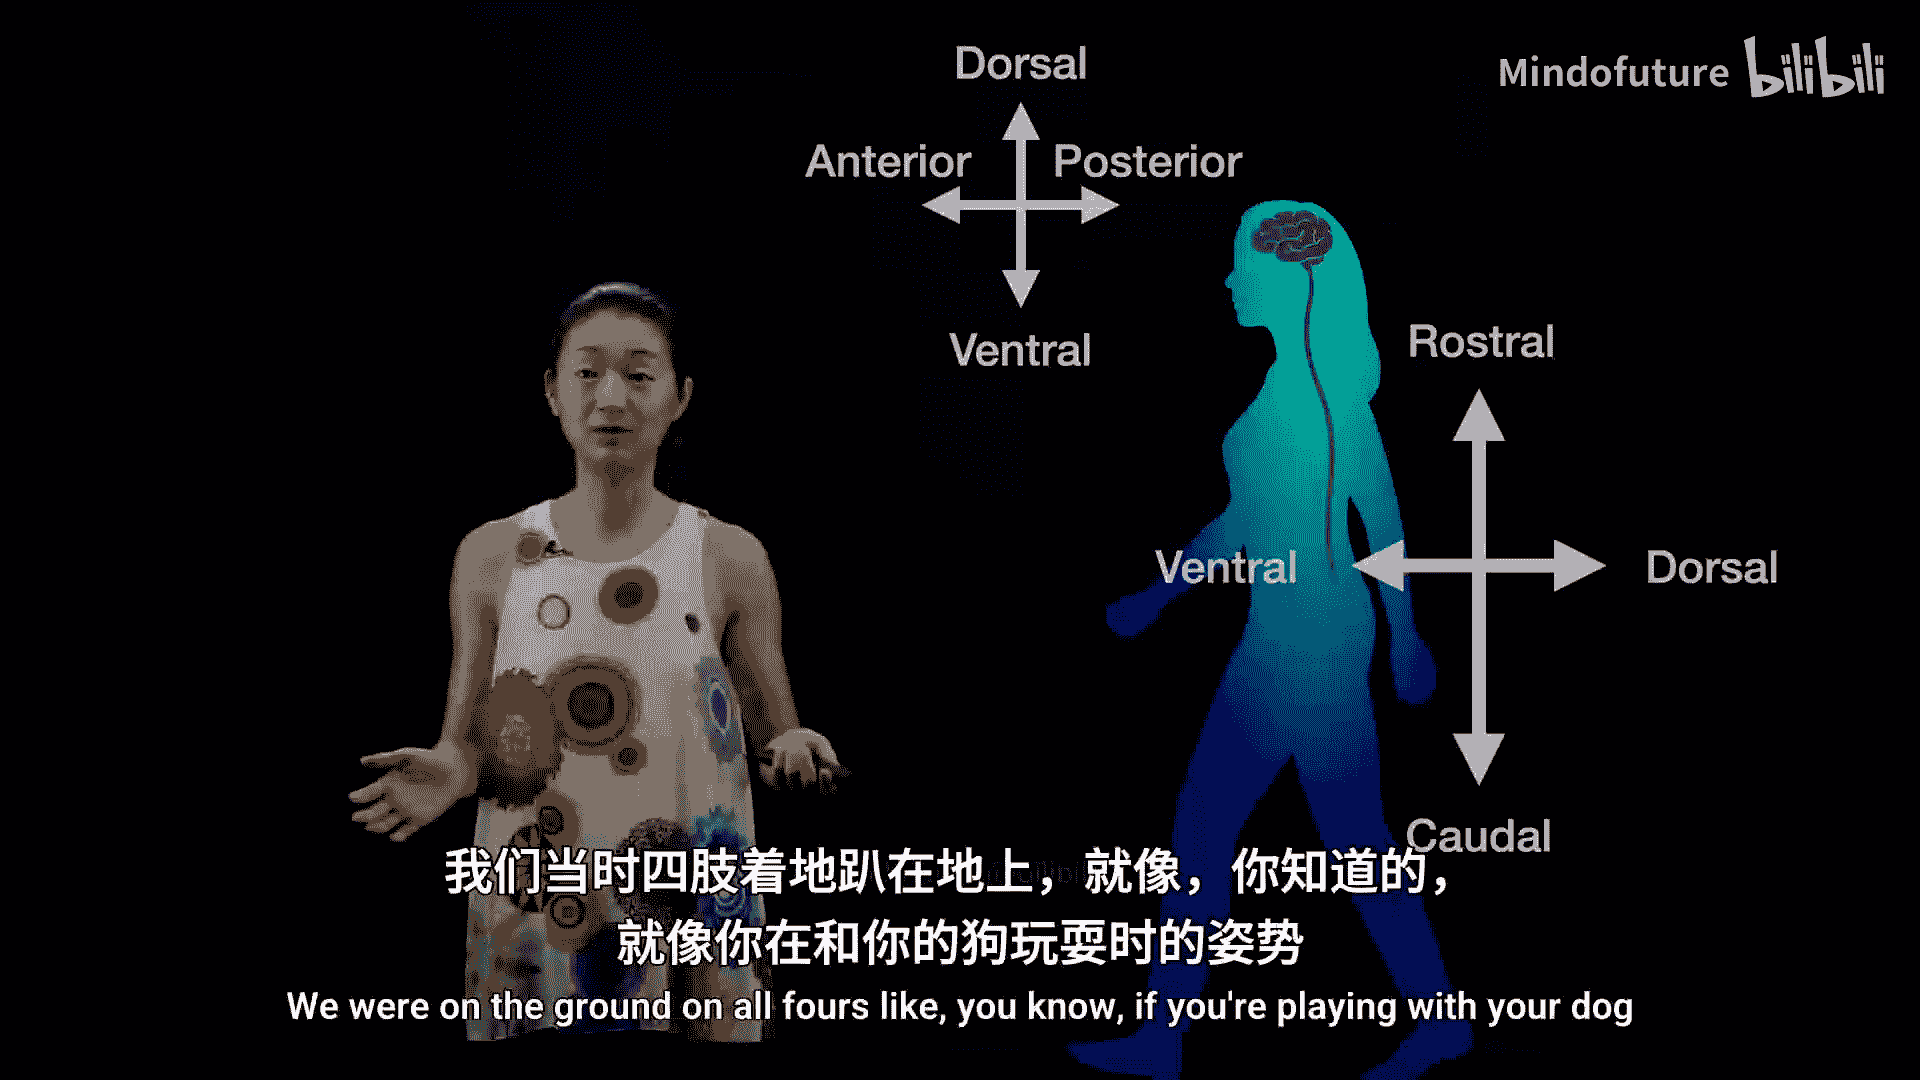 Dorsal
Mindofuture bilibili
Anterior Posterior
Ventral
Rostral
Ventral Dorsal
Caudal
我们当时四肢着地趴在地上，就像，你知道的，
就像你在和你的狗玩耍时的姿势
We were on the ground on all fours like, you know, if you're playing with your dog